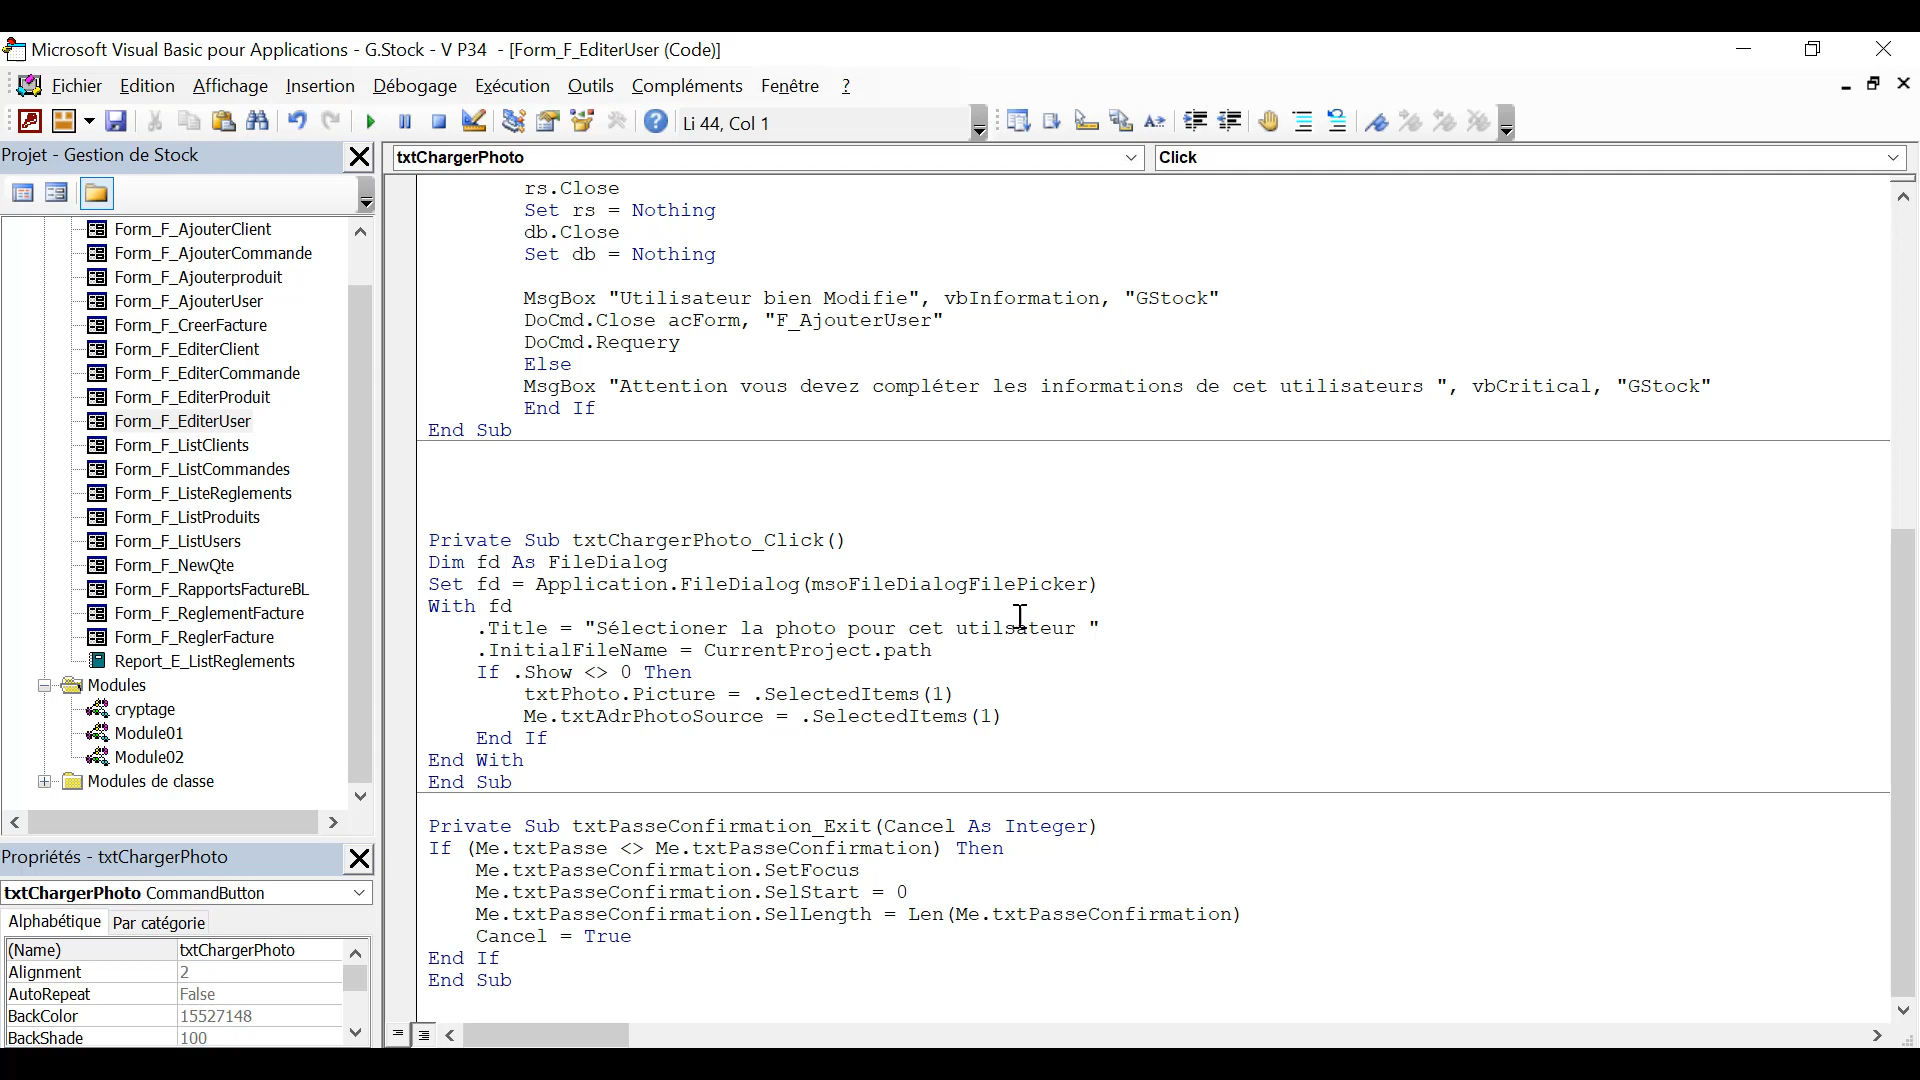 Microsoft Visual Basic pour Applications - G.Stock - V P34 - [Form_F_EditerUser (Code)]
Fichier Edition Affichage Insertion Débogage Exécution Outils Compléments Fenêtre ?
Li 44, Col 1
Projet - Gestion de Stock
txtChargerPhoto
Click
Form_F_AjouterClient
Form_F_AjouterCommande
Form_F_Ajouterproduit
Form_F_AjouterUser
Form_F_CreerFacture
Form_F_EditerClient
Form_F_EditerCommande
Form_F_EditerProduit
Form_F_EditerUser
Form_F_ListClients
Form_F_ListCommandes
Form_F_ListeReglements
Form_F_ListProduits
Form_F_ListUsers
Form_F_NewQte
Form_F_RapportsFactureBL
Form_F_ReglementFacture
Form_F_ReglerFacture
Report_E_ListReglements
Modules
cryptage
Module01
Module02
Modules de classe
Propriétés - txtChargerPhoto
txtChargerPhoto CommandButton
Alphabétique Par catégorie
(Name) txtChargerPhoto
Alignment 2
AutoRepeat False
BackColor 15527148
BackShade 100
rs.Close
Set rs = Nothing
db.Close
Set db = Nothing
MsgBox "Utilisateur bien Modifie", vbInformation, "GStock"
DoCmd.Close acForm, "F_AjouterUser"
DoCmd.Requery
Else
MsgBox "Attention vous devez compléter les informations de cet utilisateurs ", vbCritical, "GStock"
End If
End Sub
Private Sub txtChargerPhoto_Click()
Dim fd As FileDialog
Set fd = Application.FileDialog(msoFileDialogFilePicker)
With fd
.Title = "Sélectioner la photo pour cet utilsateur "
.InitialFileName = CurrentProject.path
If .Show <> 0 Then
txtPhoto.Picture = .SelectedItems(1)
Me.txtAdrPhotoSource = .SelectedItems(1)
End If
End With
End Sub
Private Sub txtPasseConfirmation_Exit(Cancel As Integer)
If (Me.txtPasse <> Me.txtPasseConfirmation) Then
Me.txtPasseConfirmation.SetFocus
Me.txtPasseConfirmation.SelStart = 0
Me.txtPasseConfirmation.SelLength = Len(Me.txtPasseConfirmation)
Cancel = True
End If
End Sub